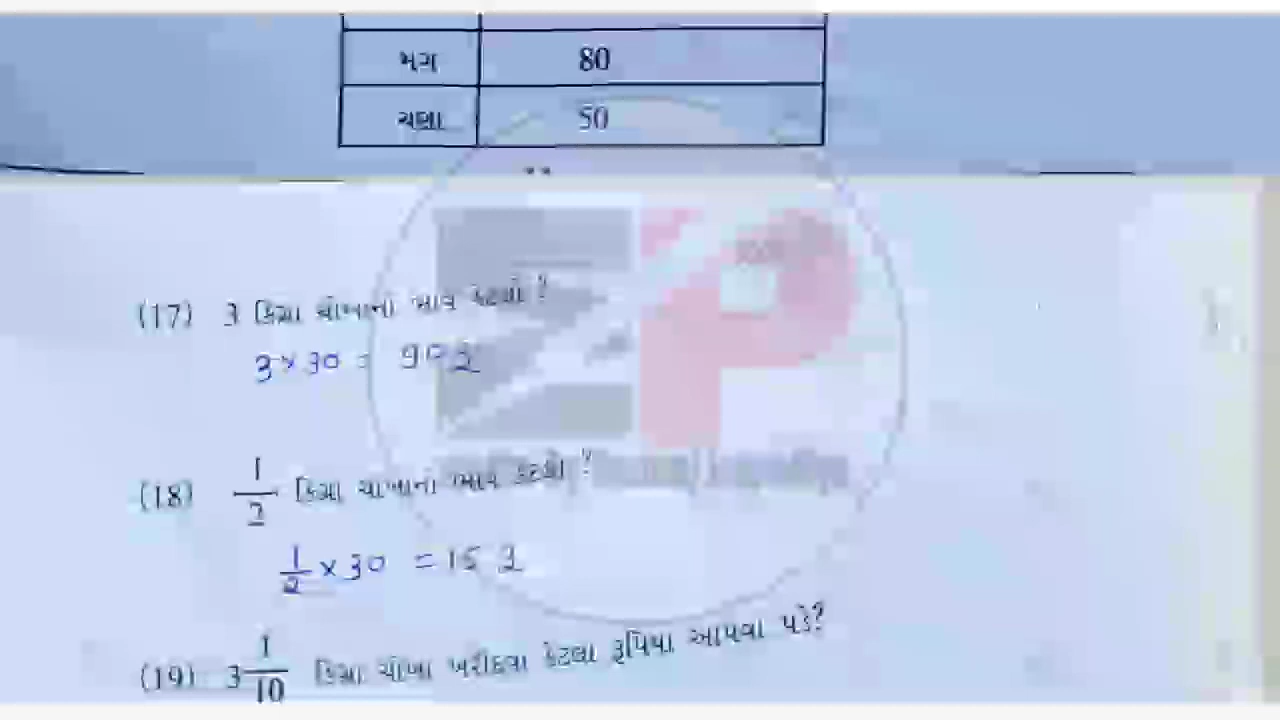 મગ 80
ચણા 50
(17) 3 કિગ્રા ચોખાનો ભાવ કેટલો ?
3 × 30 = 90 રૂ
(18) 1/2 કિગ્રા ચોખાનો ભાવ કેટલો ?
1/2 × 30 = 15 રૂ
(19) 3 1/10 કિગ્રા ચોખા ખરીદવા કેટલા રૂપિયા આપવા પડે?